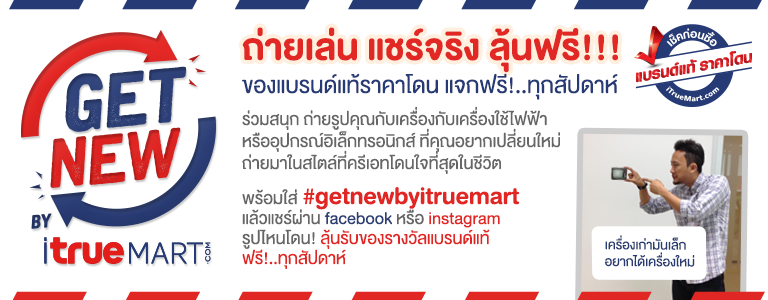 GET
NEW
BY
itrueMART.COM
ถ่ายเล่น แชร์จริง ลุ้นฟรี!!!
ของแบรนด์แท้ราคาโดน แจกฟรี!..ทุกสัปดาห์
เช็คก่อนซื้อ
แบรนด์แท้ ราคาโดน
iTrueMart.com
ร่วมสนุก ถ่ายรูปคุณกับเครื่องกับเครื่องใช้ไฟฟ้า
หรืออุปกรณ์อิเล็กทรอนิกส์ ที่คุณอยากเปลี่ยนใหม่
ถ่ายมาในสไตล์ที่ครีเอทโดนใจที่สุดในชีวิต
พร้อมใส่ #getnewbyitruemart
แล้วแชร์ผ่าน facebook หรือ instagram
รูปไหนโดน! ลุ้นรับของรางวัลแบรนด์แท้
ฟรี!..ทุกสัปดาห์
เครื่องเก่ามันเล็ก
อยากได้เครื่องใหม่